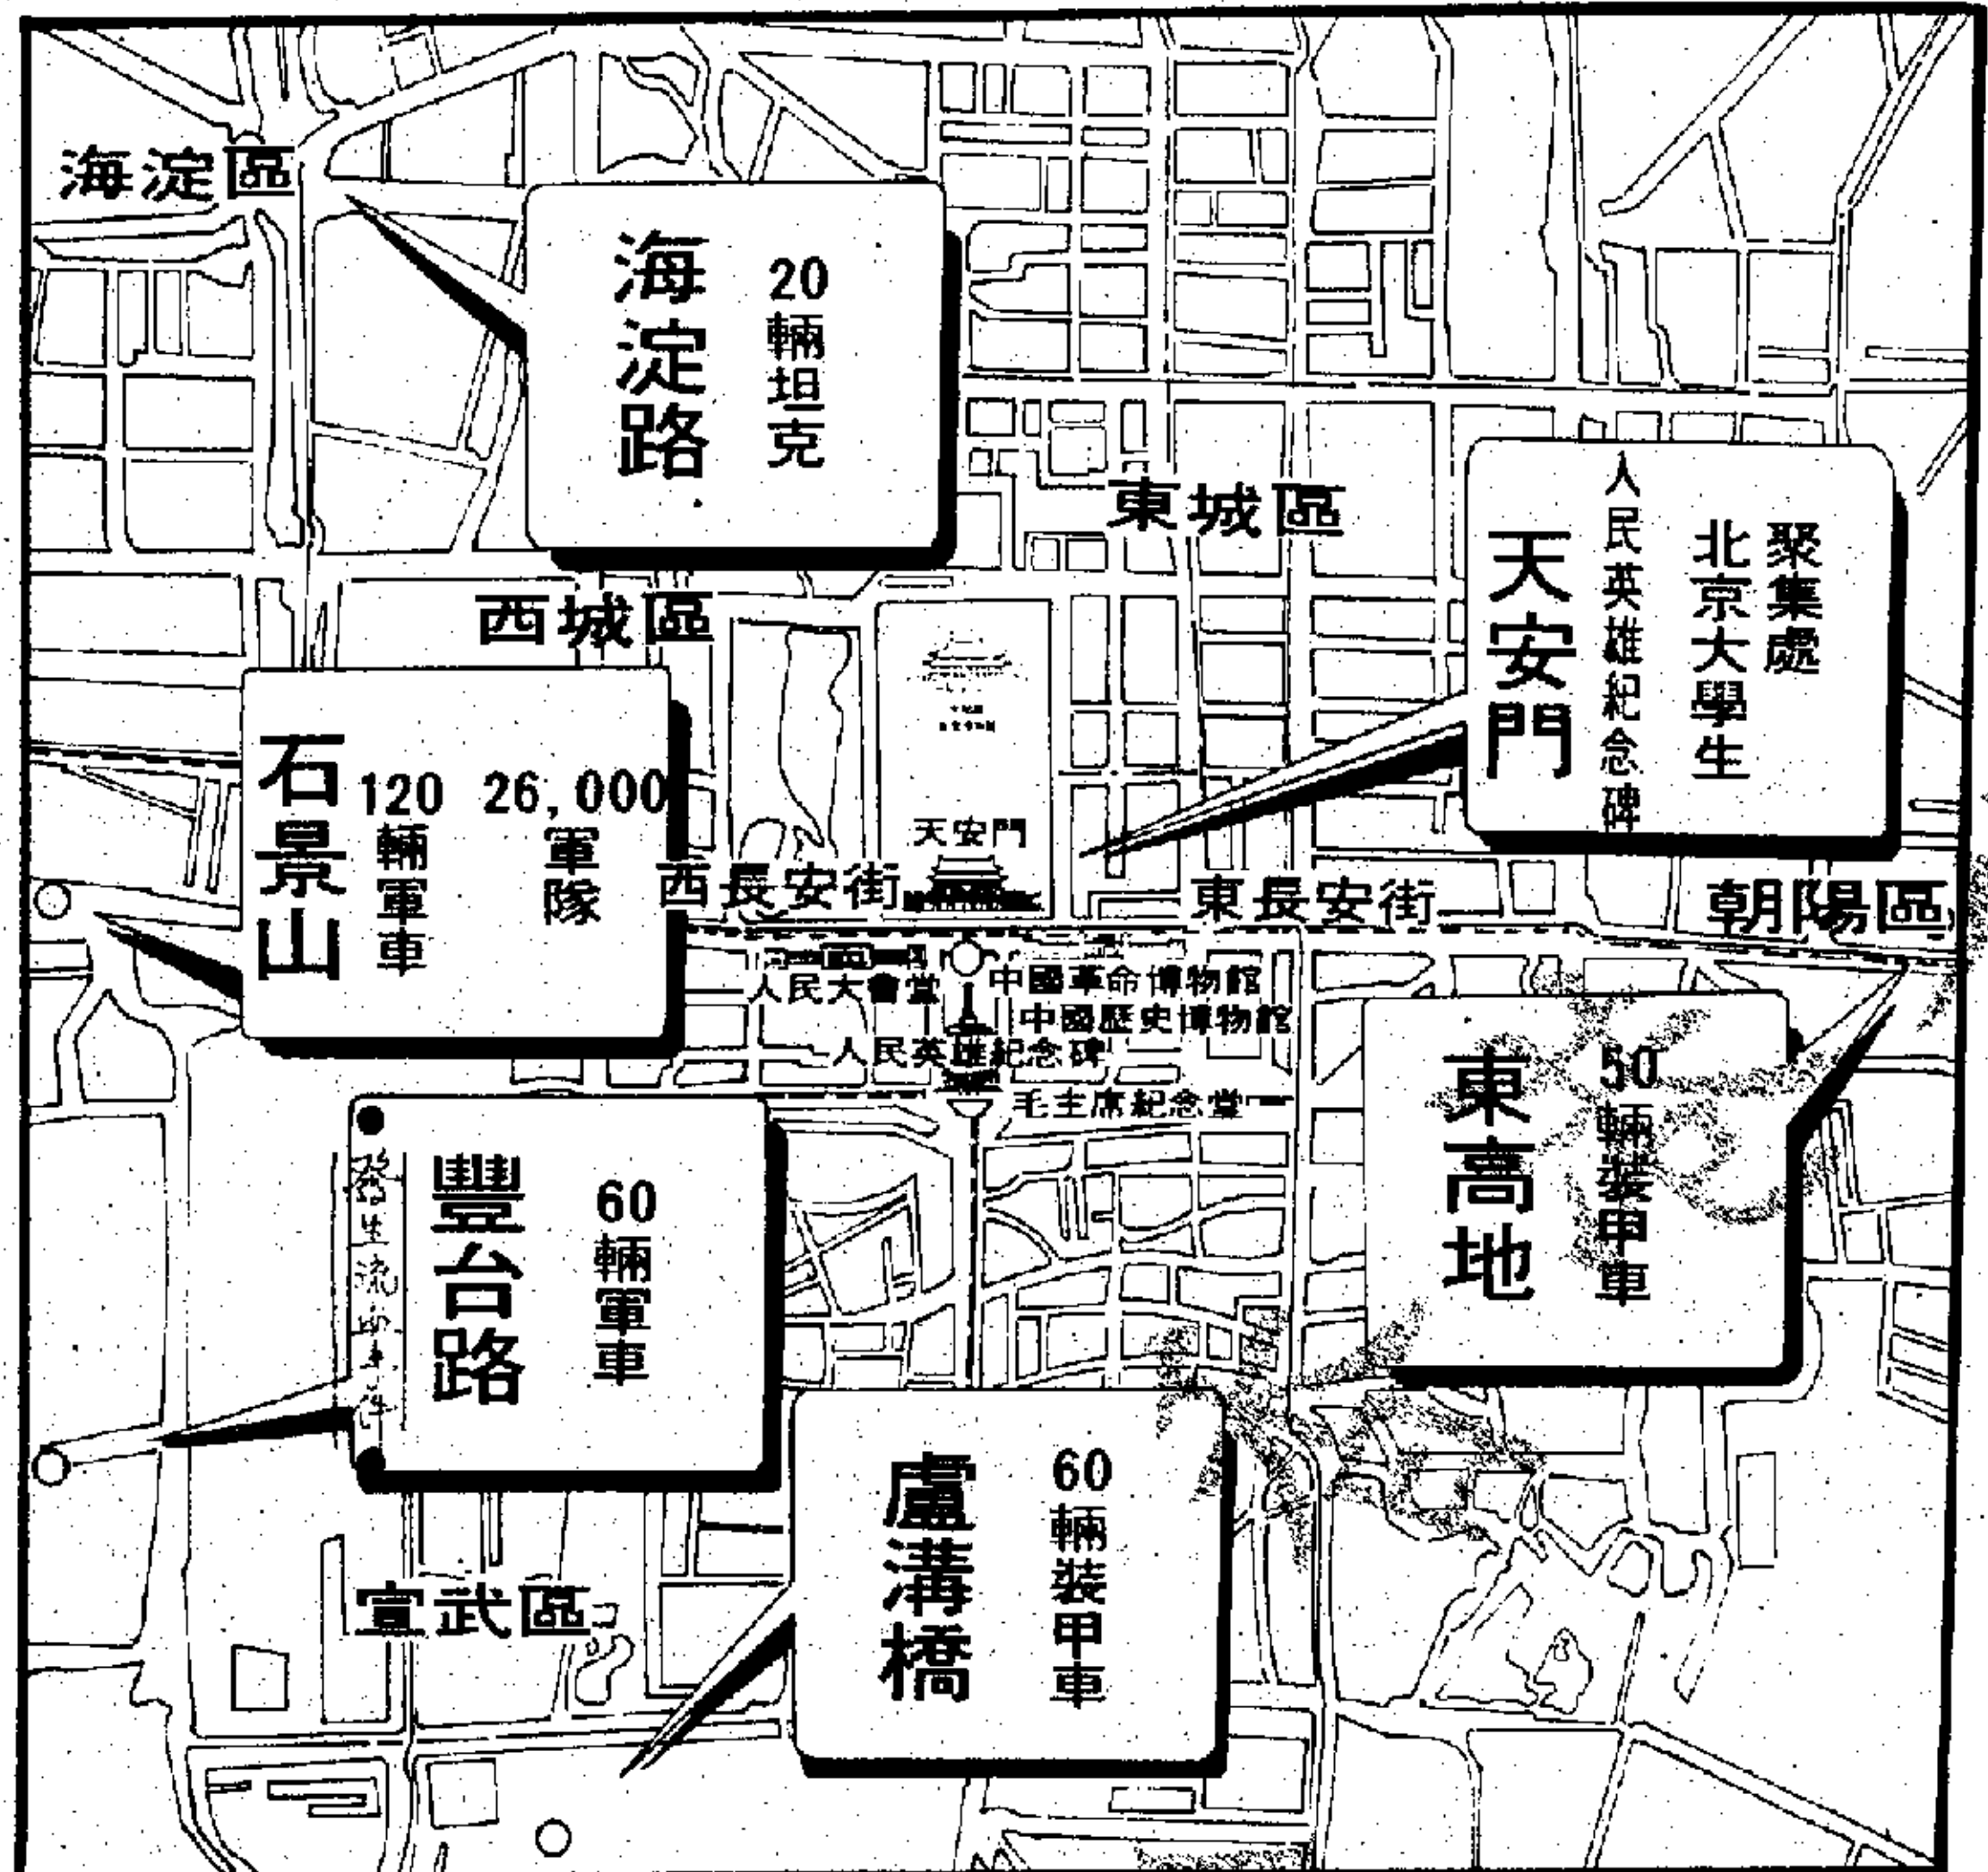 海淀區
海淀路
20輛坦克
東城區
天安門
人民英雄紀念碑
北京大學生
聚集處
西城區
石景山
120輛軍車
26,000軍隊
天安門
西長安街
東長安街
朝陽區
人民大會堂
中國革命博物館
中國歷史博物館
人民英雄紀念碑
毛主席紀念堂
東高地
50輛裝甲車
豐台路
60輛軍車
盧溝橋
60輛裝甲車
宣武區